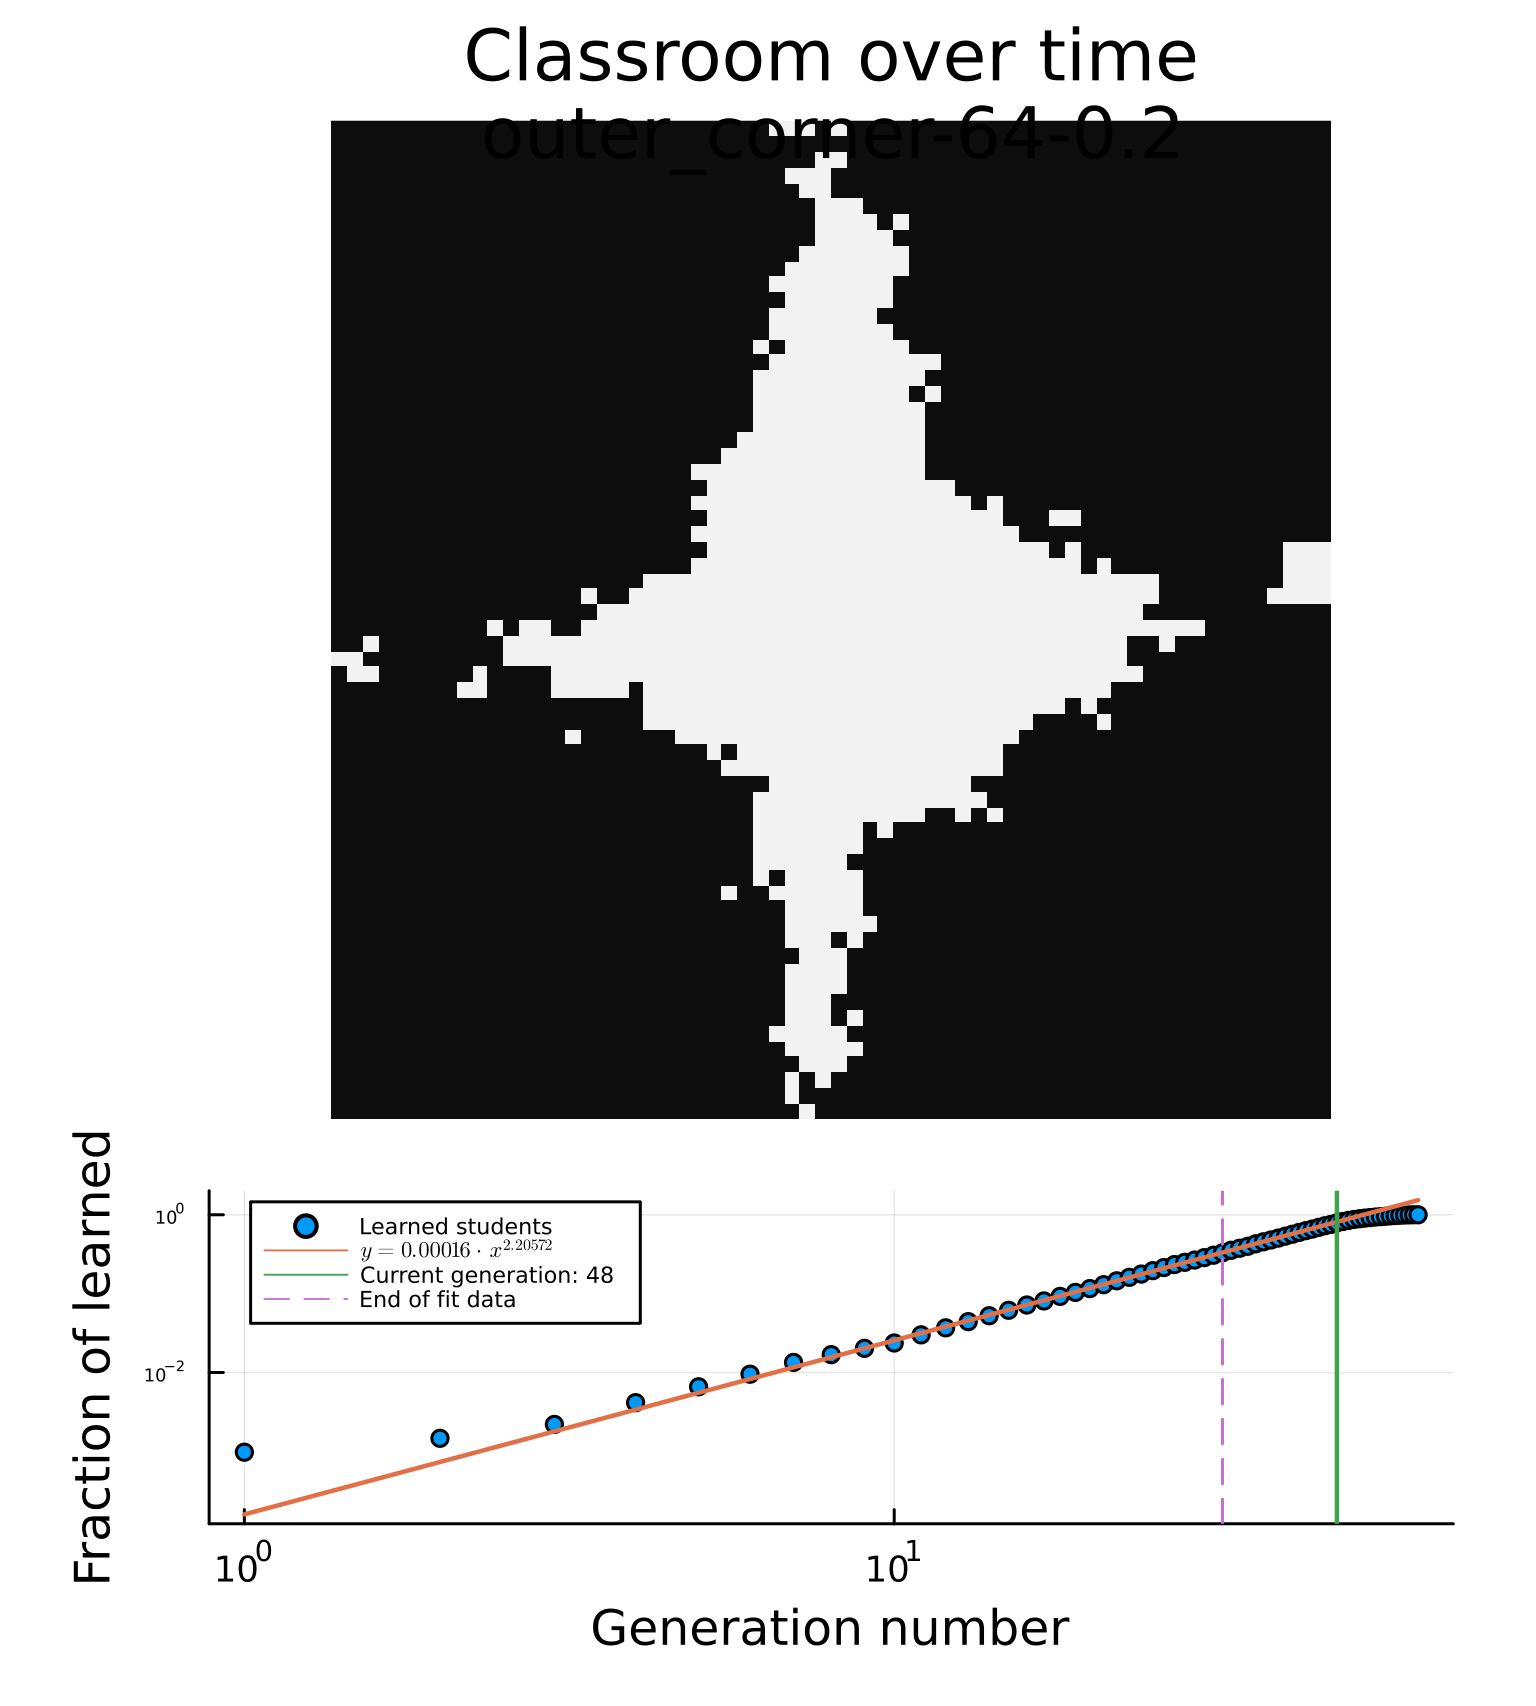 Classroom over time
outer_corner-64-0.2
Fraction of learned
10^0
10^-2
Learned students
y = 0.00016 · x^2.20572
Current generation: 48
End of fit data
10^0
10^1
Generation number